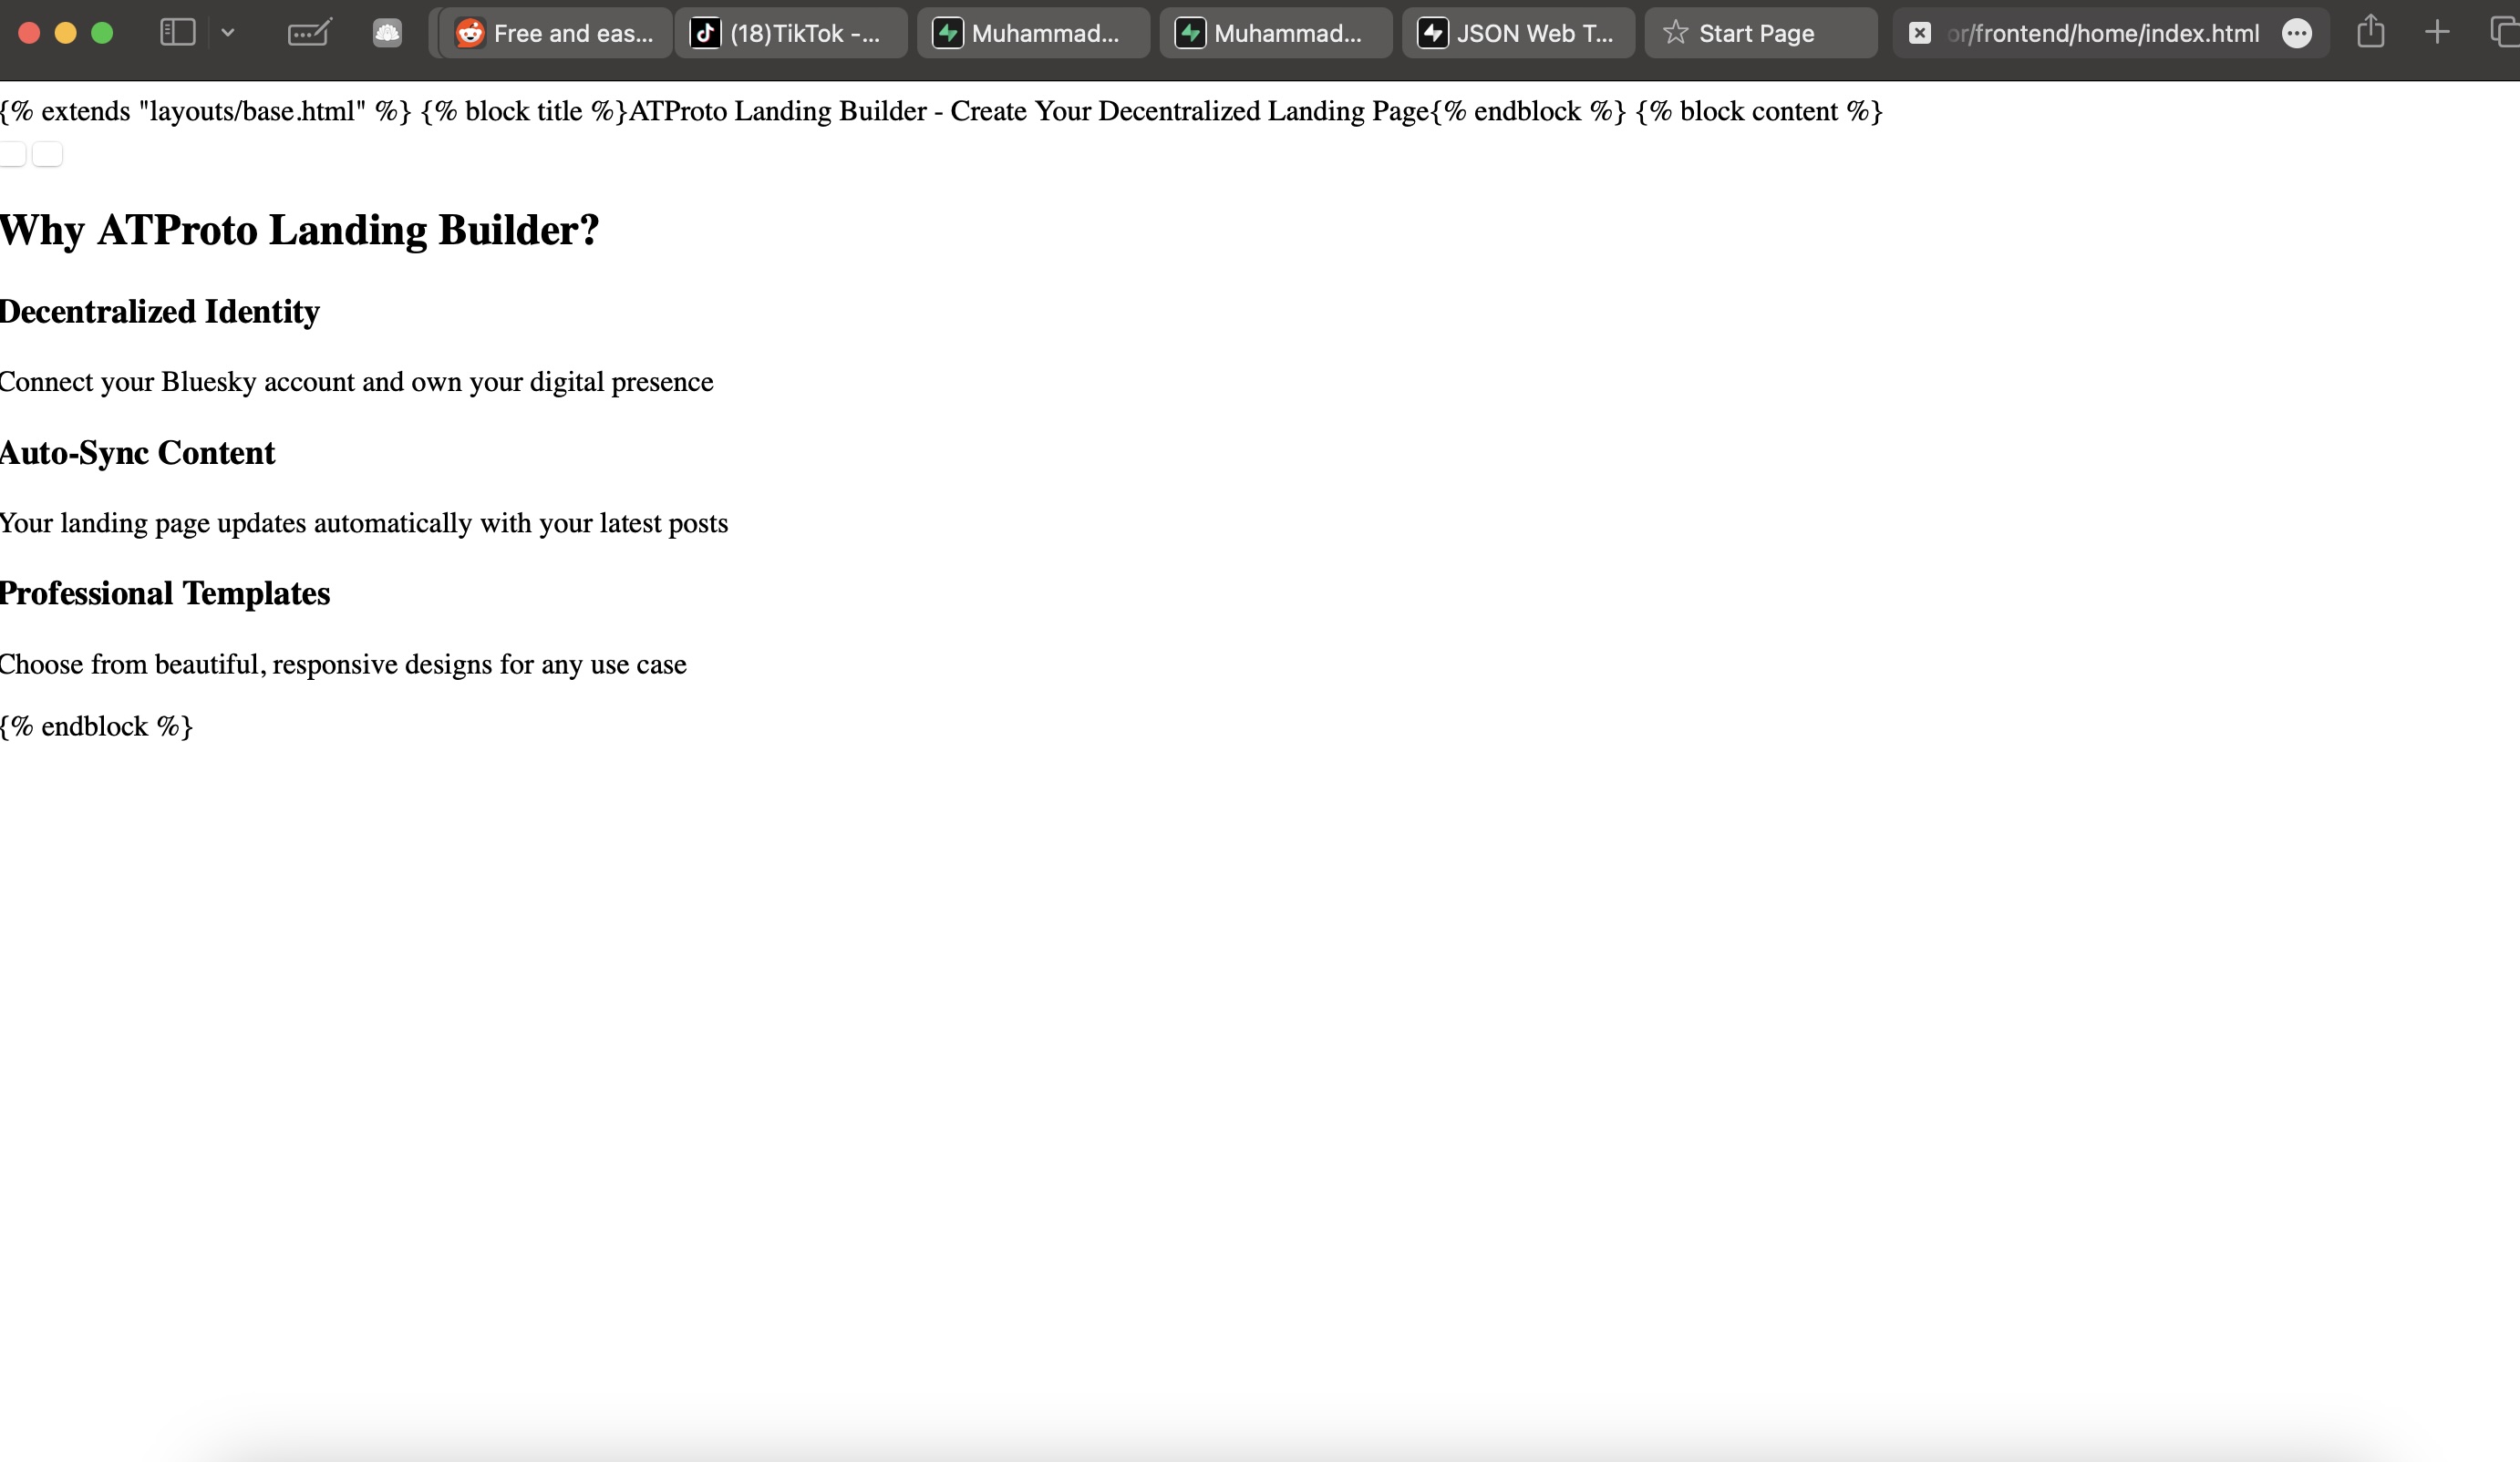 Free and eas...
(18)TikTok -...
Muhammad...
Muhammad...
JSON Web T...
Start Page
or/frontend/home/index.html
{% extends "layouts/base.html" %} {% block title %}ATProto Landing Builder - Create Your Decentralized Landing Page{% endblock %} {% block content %}
Why ATProto Landing Builder?
Decentralized Identity
Connect your Bluesky account and own your digital presence
Auto-Sync Content
Your landing page updates automatically with your latest posts
Professional Templates
Choose from beautiful, responsive designs for any use case
{% endblock %}